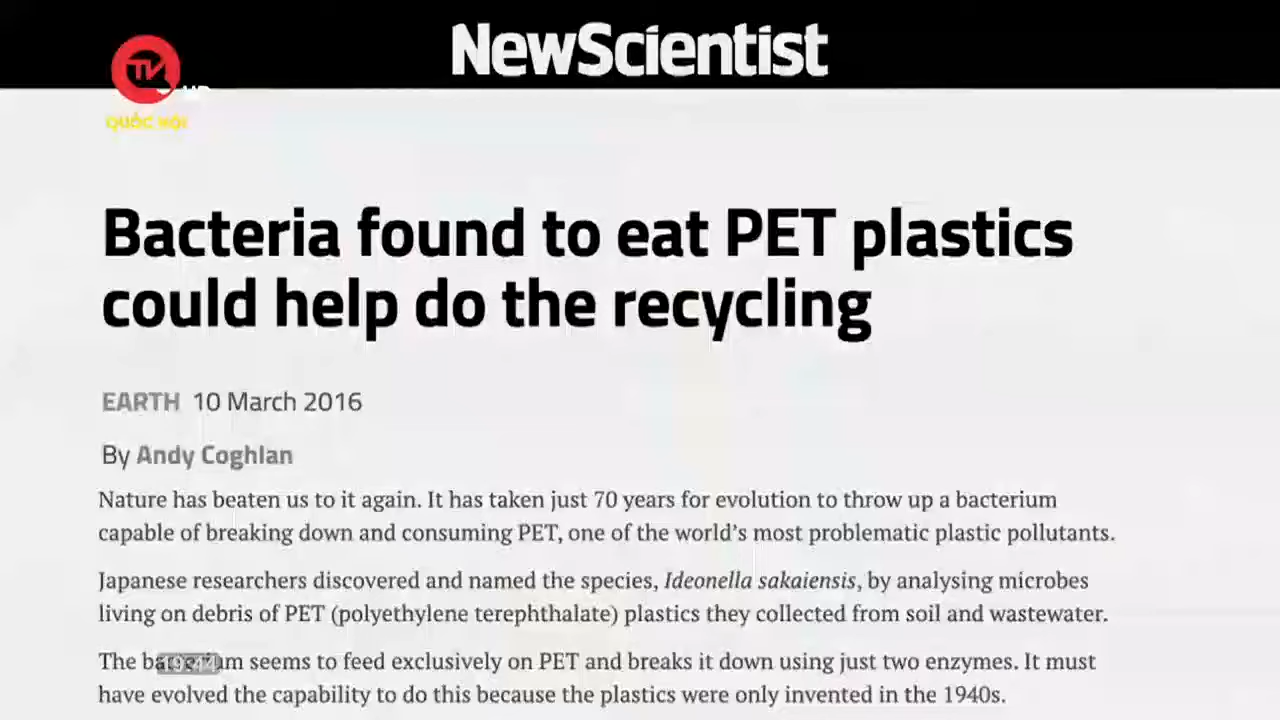 NewScientist
TV
QUỐC HỘI
Bacteria found to eat PET plastics
could help do the recycling
EARTH 10 March 2016
By Andy Coghlan
Nature has beaten us to it again. It has taken just 70 years for evolution to throw up a bacterium
capable of breaking down and consuming PET, one of the world’s most problematic plastic pollutants.
Japanese researchers discovered and named the species, Ideonella sakaiensis, by analysing microbes
living on debris of PET (polyethylene terephthalate) plastics they collected from soil and wastewater.
The bacterium seems to feed exclusively on PET and breaks it down using just two enzymes. It must
have evolved the capability to do this because the plastics were only invented in the 1940s.